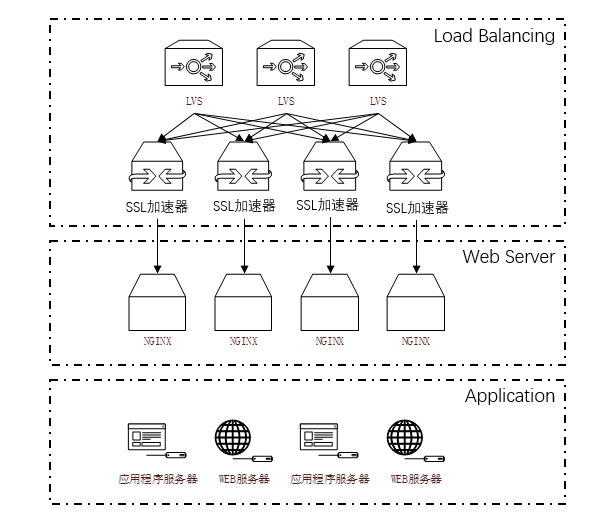 Load Balancing
LVS
LVS
LVS
SSL加速器
SSL加速器
SSL加速器
SSL加速器
Web Server
NGINX
NGINX
NGINX
NGINX
Application
应用程序服务器
WEB服务器
应用程序服务器
WEB服务器